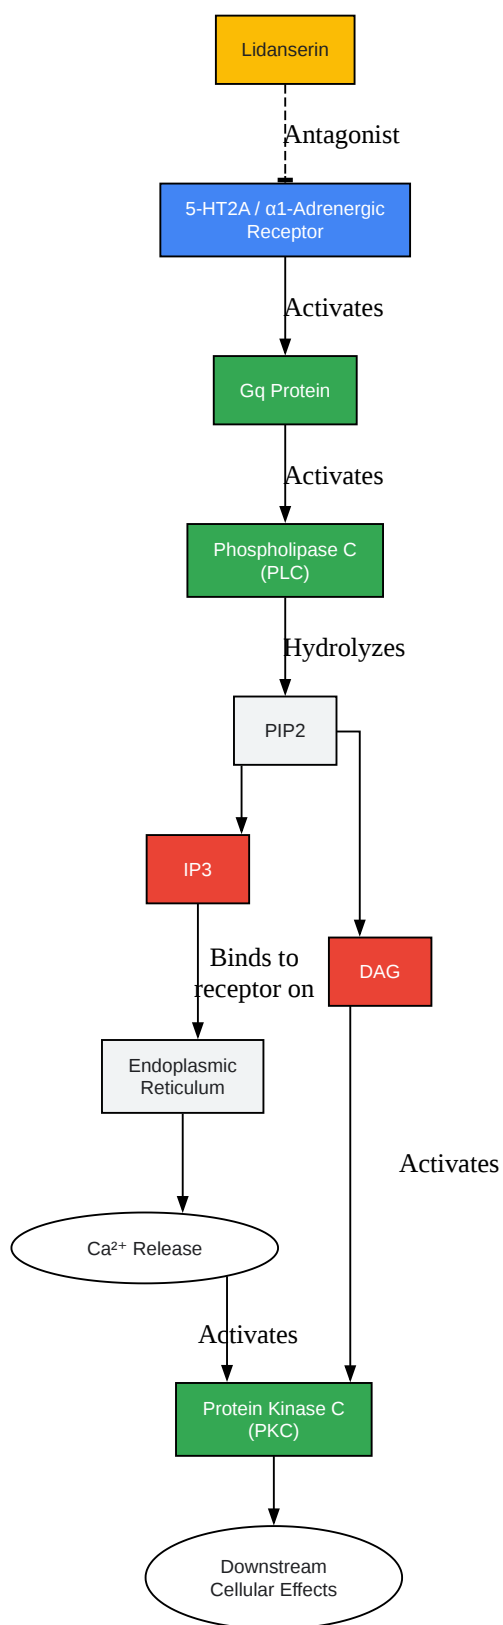 Lidanserin
Antagonist
5-HT2A / α1-Adrenergic
Receptor
Activates
Gq Protein
Activates
Phospholipase C
(PLC)
Hydrolyzes
PIP2
IP3
Binds to
receptor on
DAG
Endoplasmic
Reticulum
Activates
Ca²⁺ Release
Activates
Protein Kinase C
(PKC)
Downstream
Cellular Effects